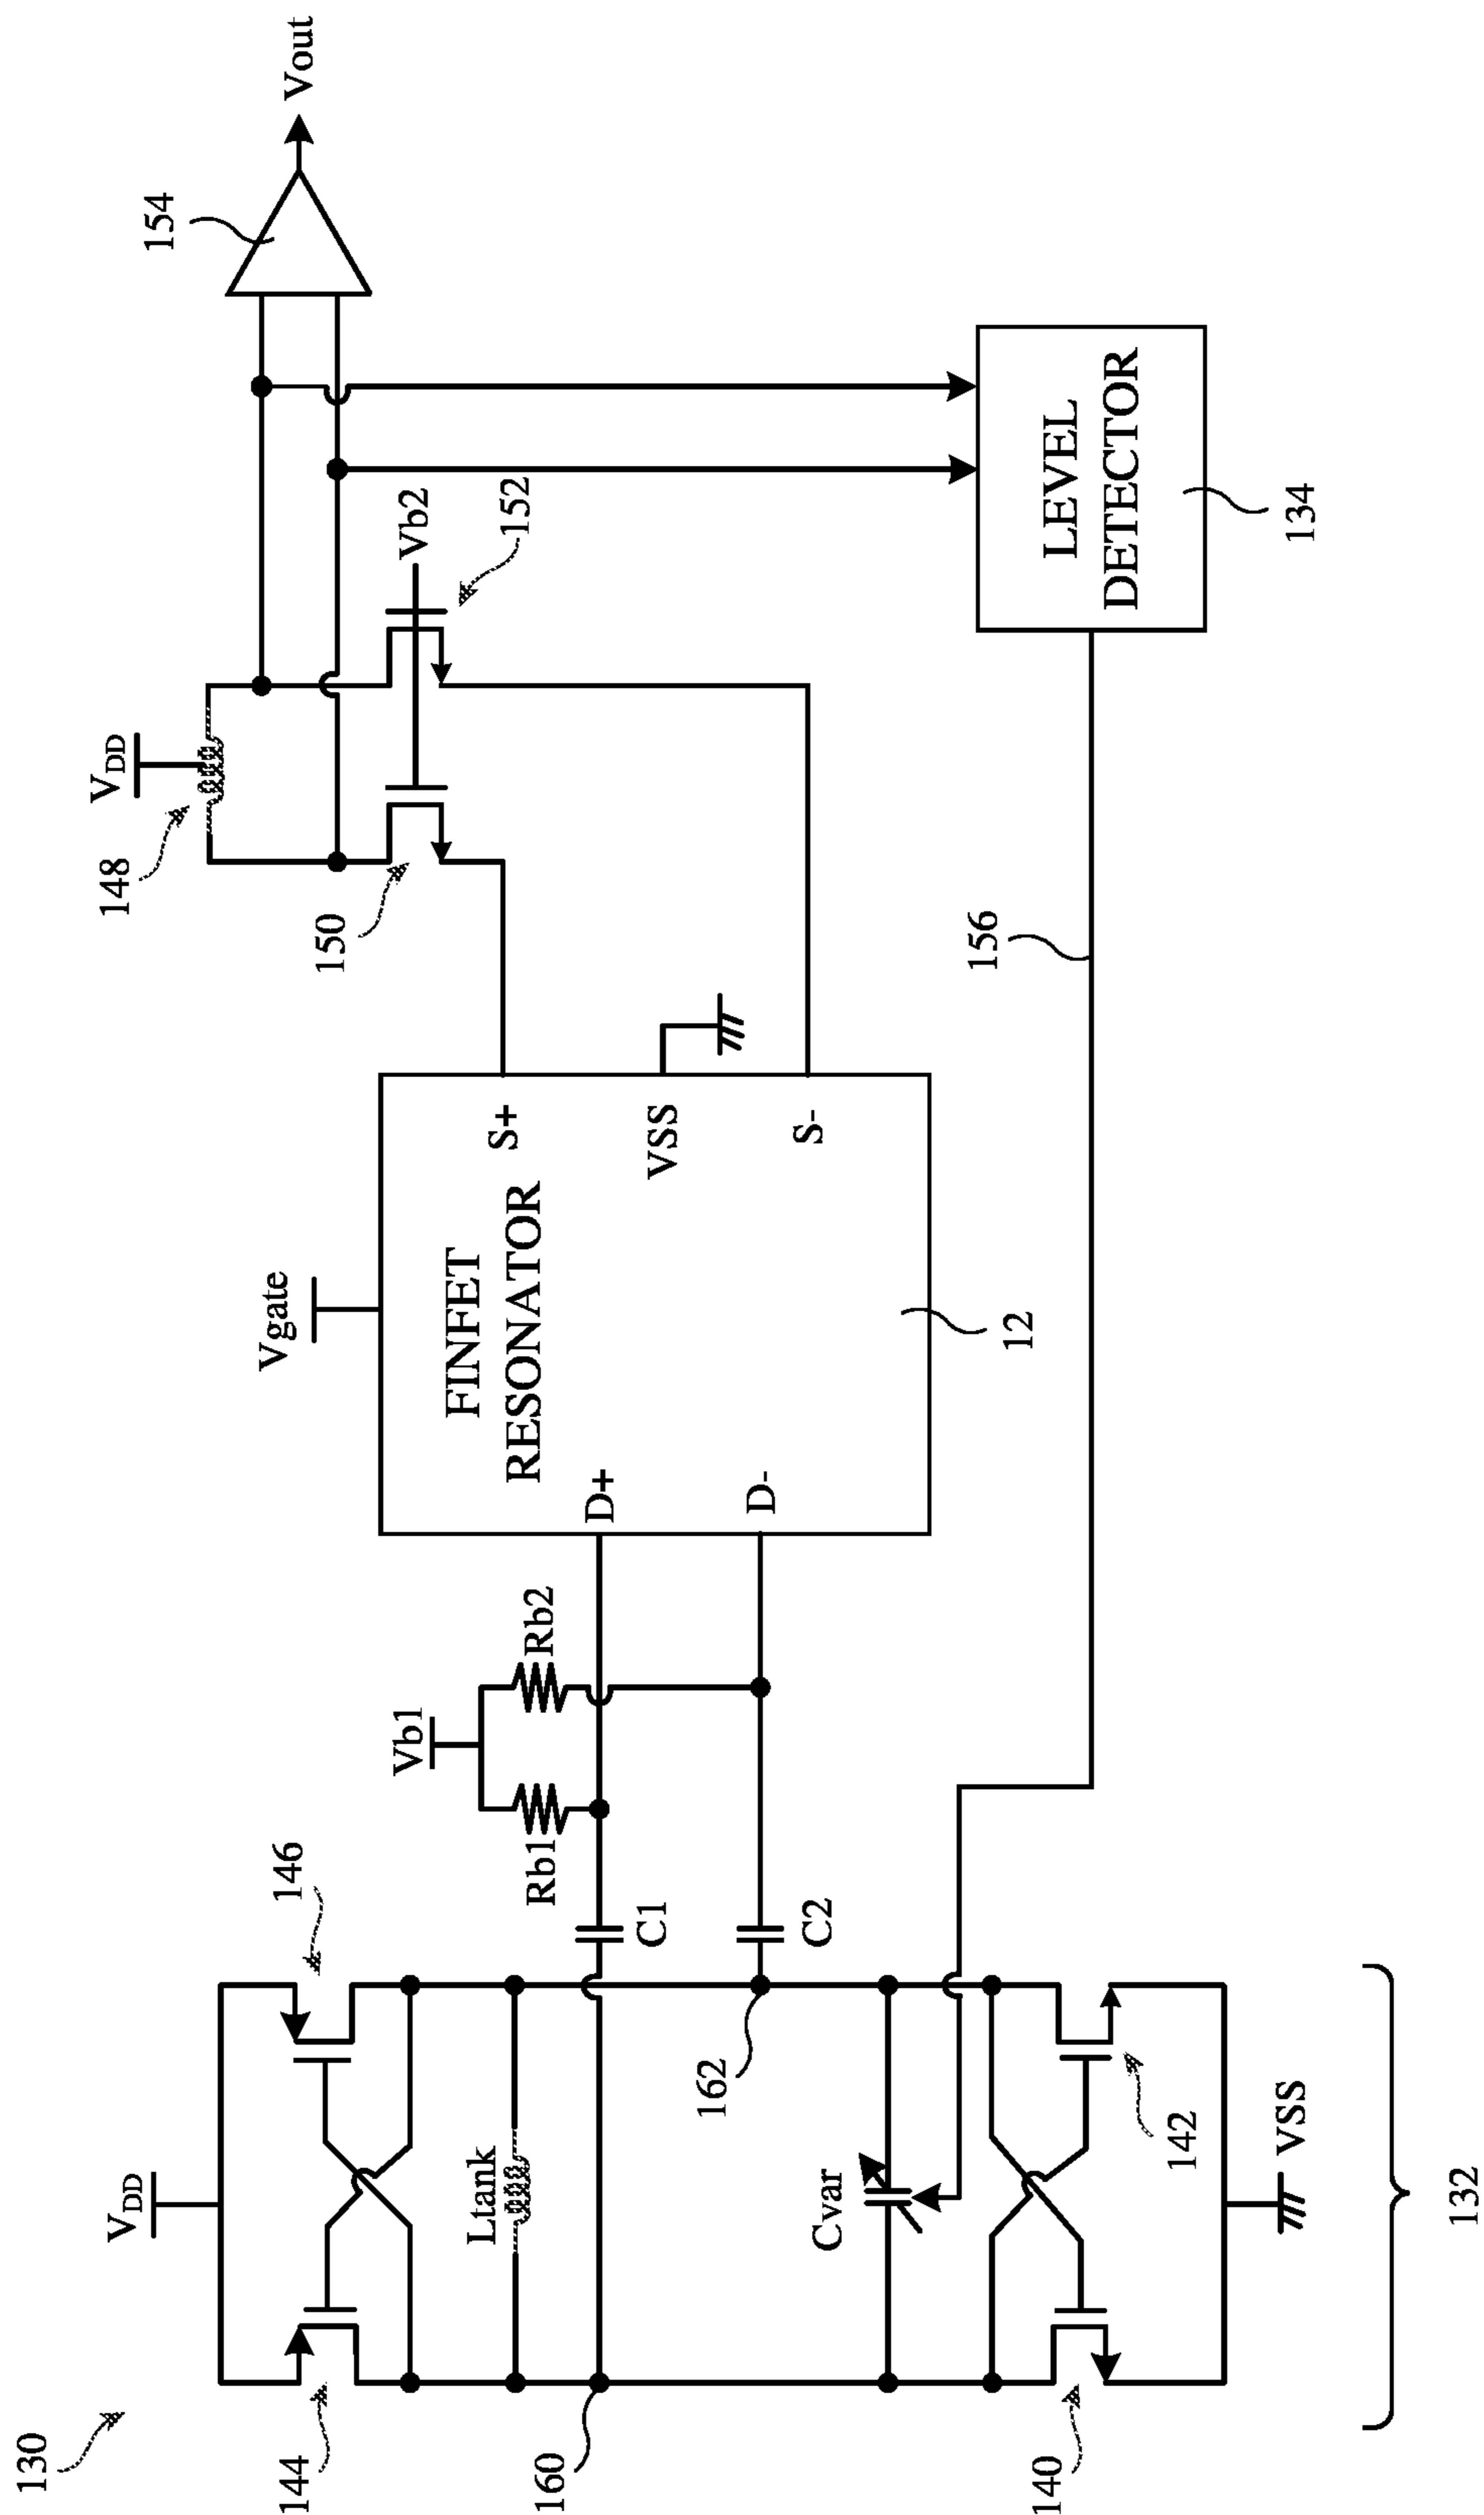 130
144
146
VDD
Ltank
160
162
Cvar
140
142
VSS
132
Vb1
Rb1
Rb2
C1
C2
Vgate
FINFET
RESONATOR
D+
D-
S+
VSS
S-
12
148
VDD
150
Vb2
152
154
Vout
156
LEVEL
DETECTOR
134